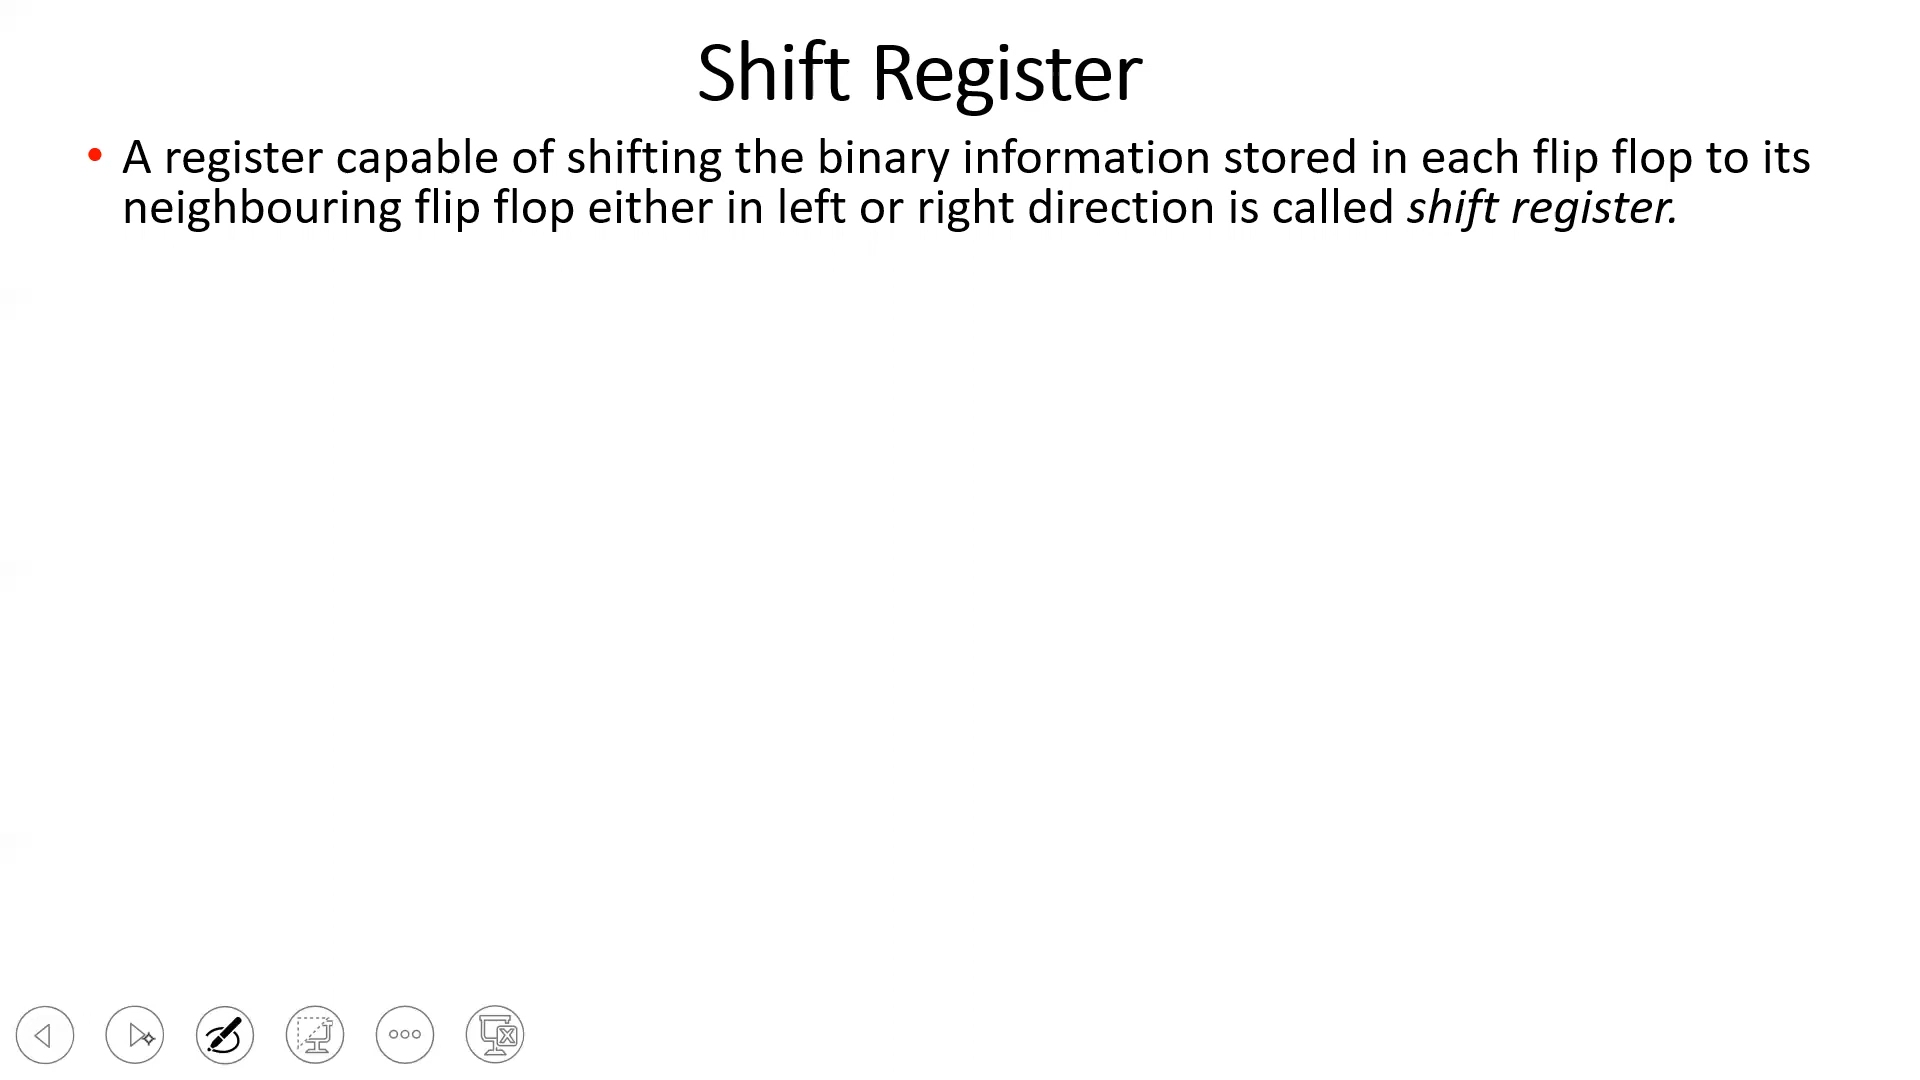 Shift Register
• A register capable of shifting the binary information stored in each flip flop to its
neighbouring flip flop either in left or right direction is called shift register.